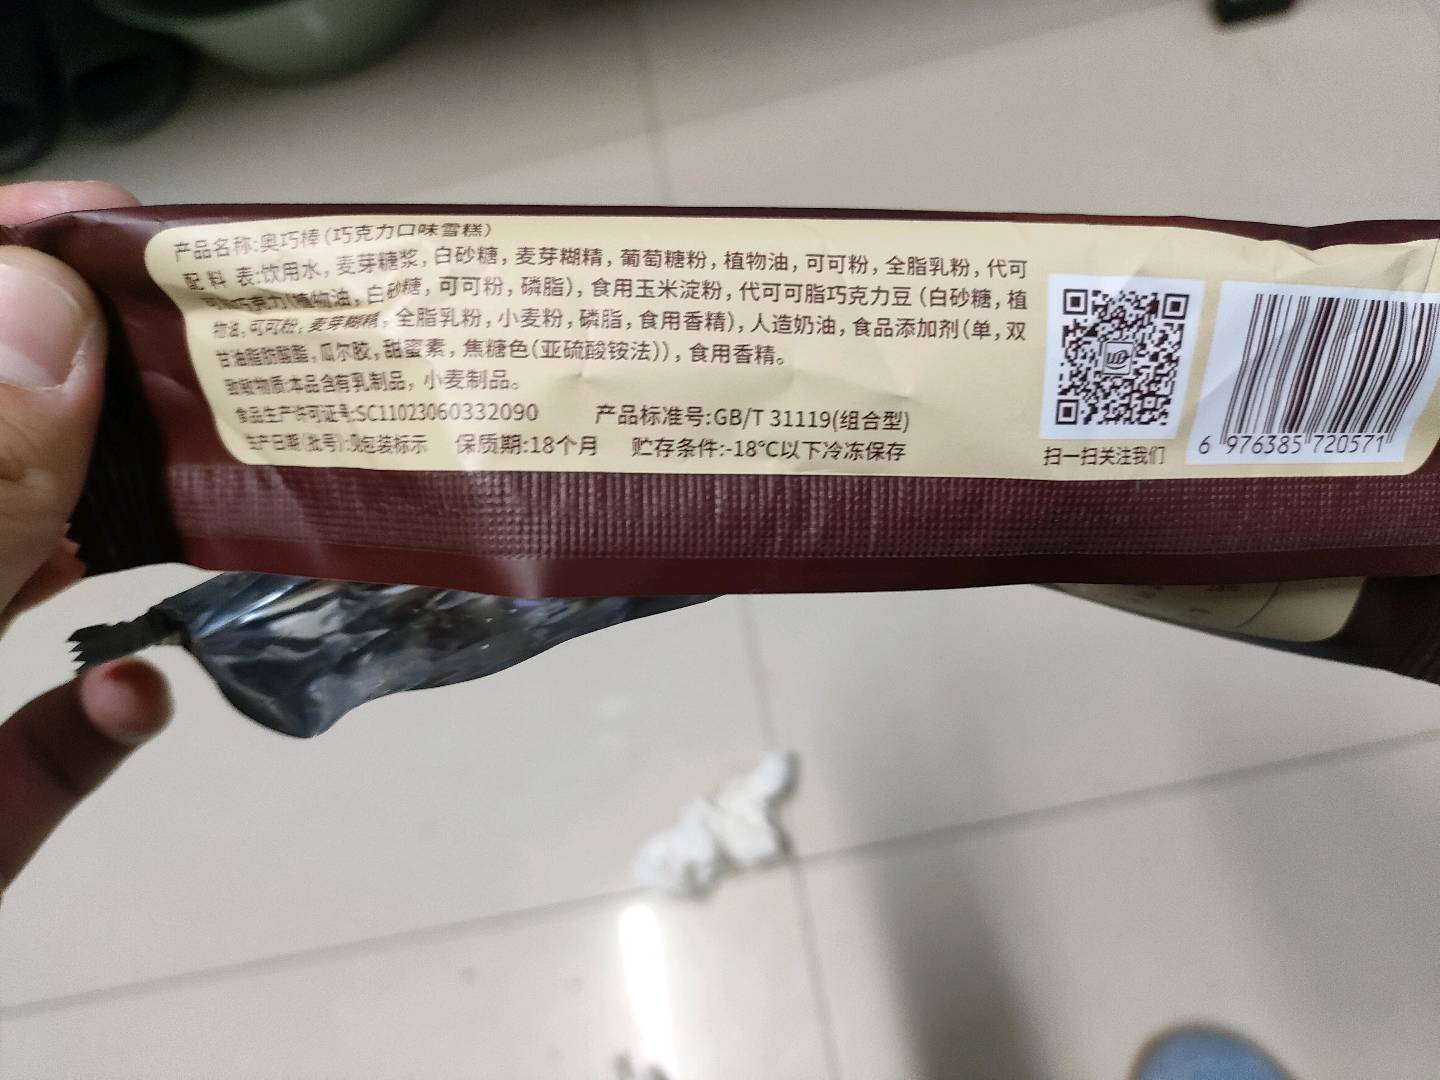 产品名称:奥巧棒(巧克力口味雪糕)
配料表:饮用水,麦芽糖浆,白砂糖,麦芽糊精,葡萄糖粉,植物油,可可粉,全脂乳粉,代可
可脂巧克力(植物油,白砂糖,可可粉,磷脂),食用玉米淀粉,代可可脂巧克力豆(白砂糖,植
物油,可可粉,麦芽糊精,全脂乳粉,小麦粉,磷脂,食用香精),人造奶油,食品添加剂(单,双
甘油脂肪酸酯,瓜尔胶,甜蜜素,焦糖色(亚硫酸铵法)),食用香精。
致敏物质:本品含有乳制品,小麦制品。
食品生产许可证号:SC11023060332090 产品标准号:GB/T 31119(组合型)
生产日期(批号):见包装标示 保质期:18个月 贮存条件:-18℃以下冷冻保存
扫一扫关注我们
6 976385 720571